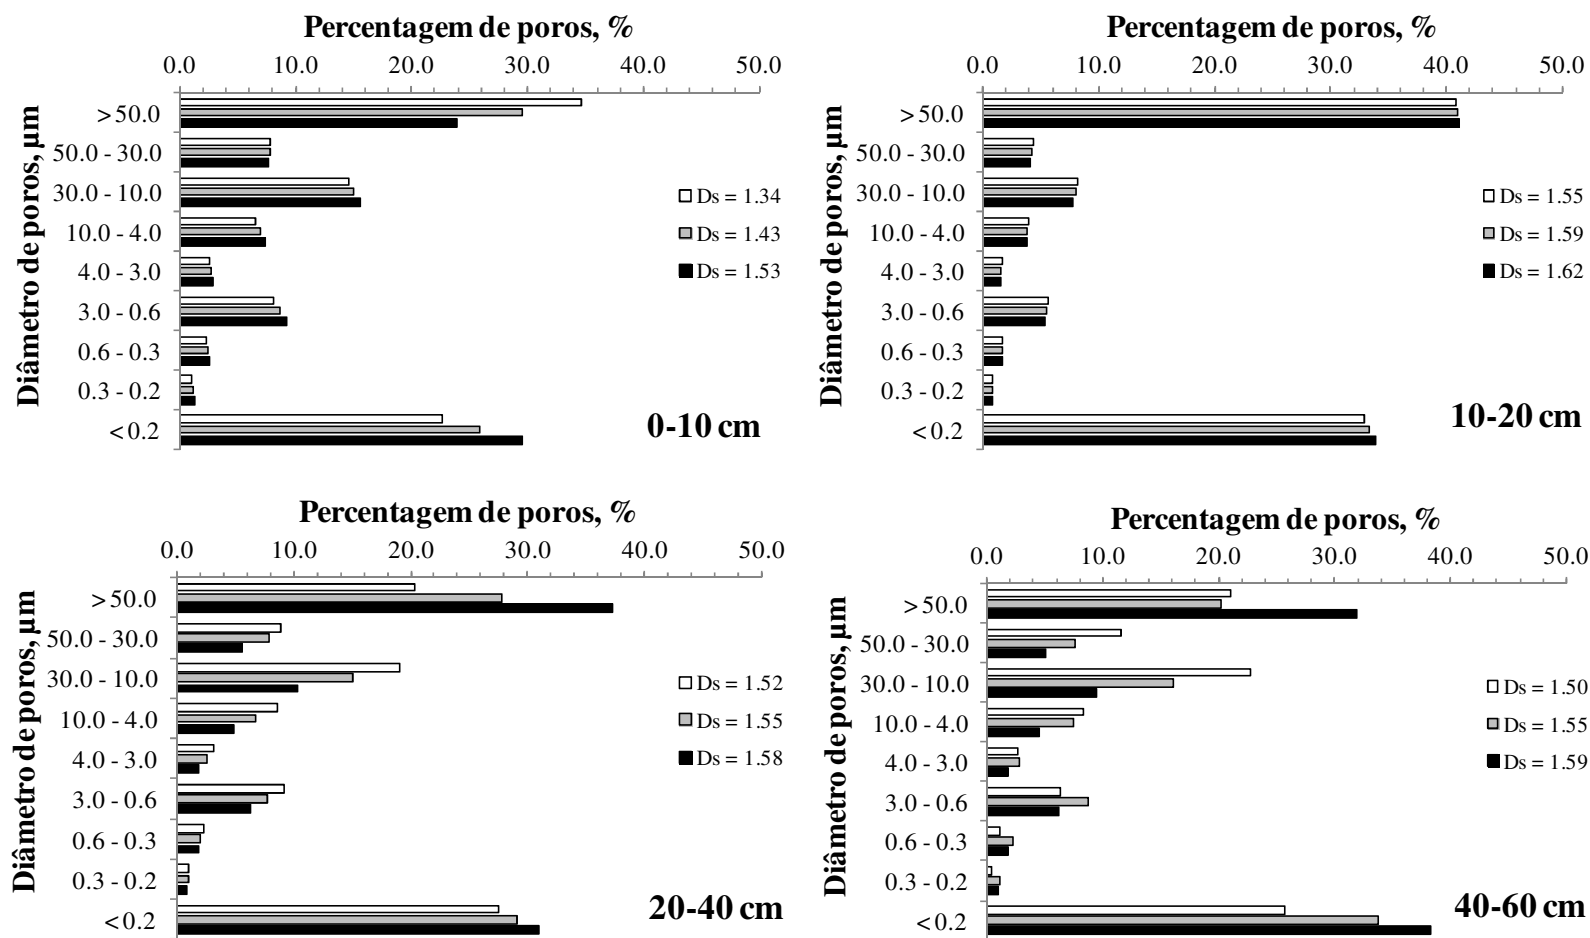 Percentagem de poros, %
0.0 10.0 20.0 30.0 40.0 50.0
Diâmetro de poros, µm
> 50.0
50.0 - 30.0
30.0 - 10.0
10.0 - 4.0
4.0 - 3.0
3.0 - 0.6
0.6 - 0.3
0.3 - 0.2
< 0.2
Ds = 1.34
Ds = 1.43
Ds = 1.53
0-10 cm
Percentagem de poros, %
0.0 10.0 20.0 30.0 40.0 50.0
Diâmetro de poros, µm
> 50.0
50.0 - 30.0
30.0 - 10.0
10.0 - 4.0
4.0 - 3.0
3.0 - 0.6
0.6 - 0.3
0.3 - 0.2
< 0.2
Ds = 1.55
Ds = 1.59
Ds = 1.62
10-20 cm
Percentagem de poros, %
0.0 10.0 20.0 30.0 40.0 50.0
Diâmetro de poros, µm
> 50.0
50.0 - 30.0
30.0 - 10.0
10.0 - 4.0
4.0 - 3.0
3.0 - 0.6
0.6 - 0.3
0.3 - 0.2
< 0.2
Ds = 1.52
Ds = 1.55
Ds = 1.58
20-40 cm
Percentagem de poros, %
0.0 10.0 20.0 30.0 40.0 50.0
Diâmetro de poros, µm
> 50.0
50.0 - 30.0
30.0 - 10.0
10.0 - 4.0
4.0 - 3.0
3.0 - 0.6
0.6 - 0.3
0.3 - 0.2
< 0.2
Ds = 1.50
Ds = 1.55
Ds = 1.59
40-60 cm